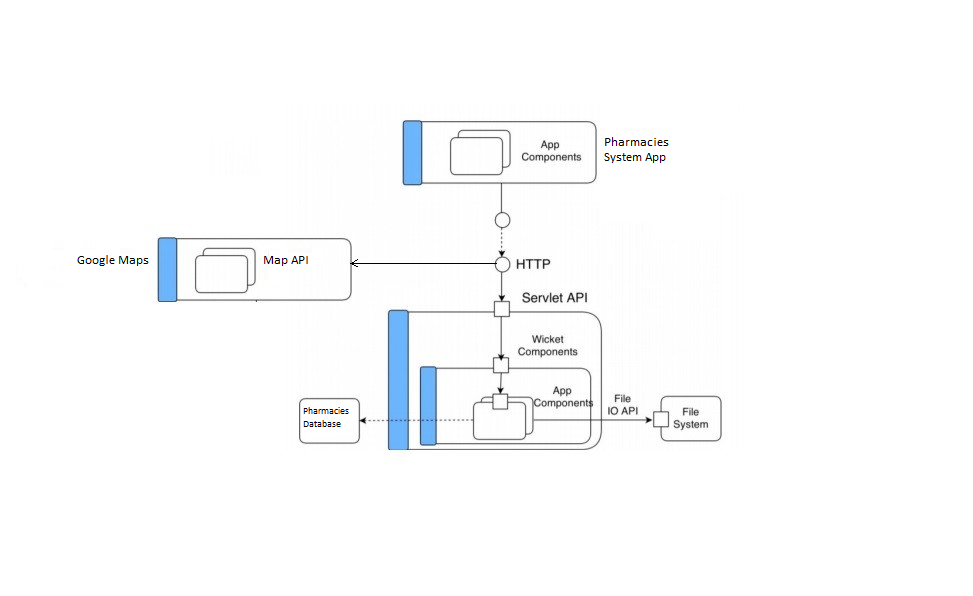 App
Components
Pharmacies
System App
Google Maps
Map API
HTTP
Servlet API
Wicket
Components
App
Components
File
IO API
File
System
Pharmacies
Database